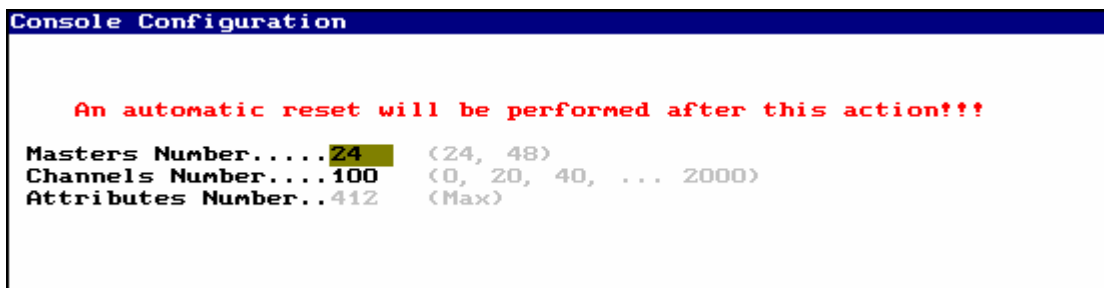 Console Configuration
An automatic reset will be performed after this action!!!
Masters Number.....24 (24, 48)
Channels Number....100 (0, 20, 40, ... 2000)
Attributes Number..412 (Max)